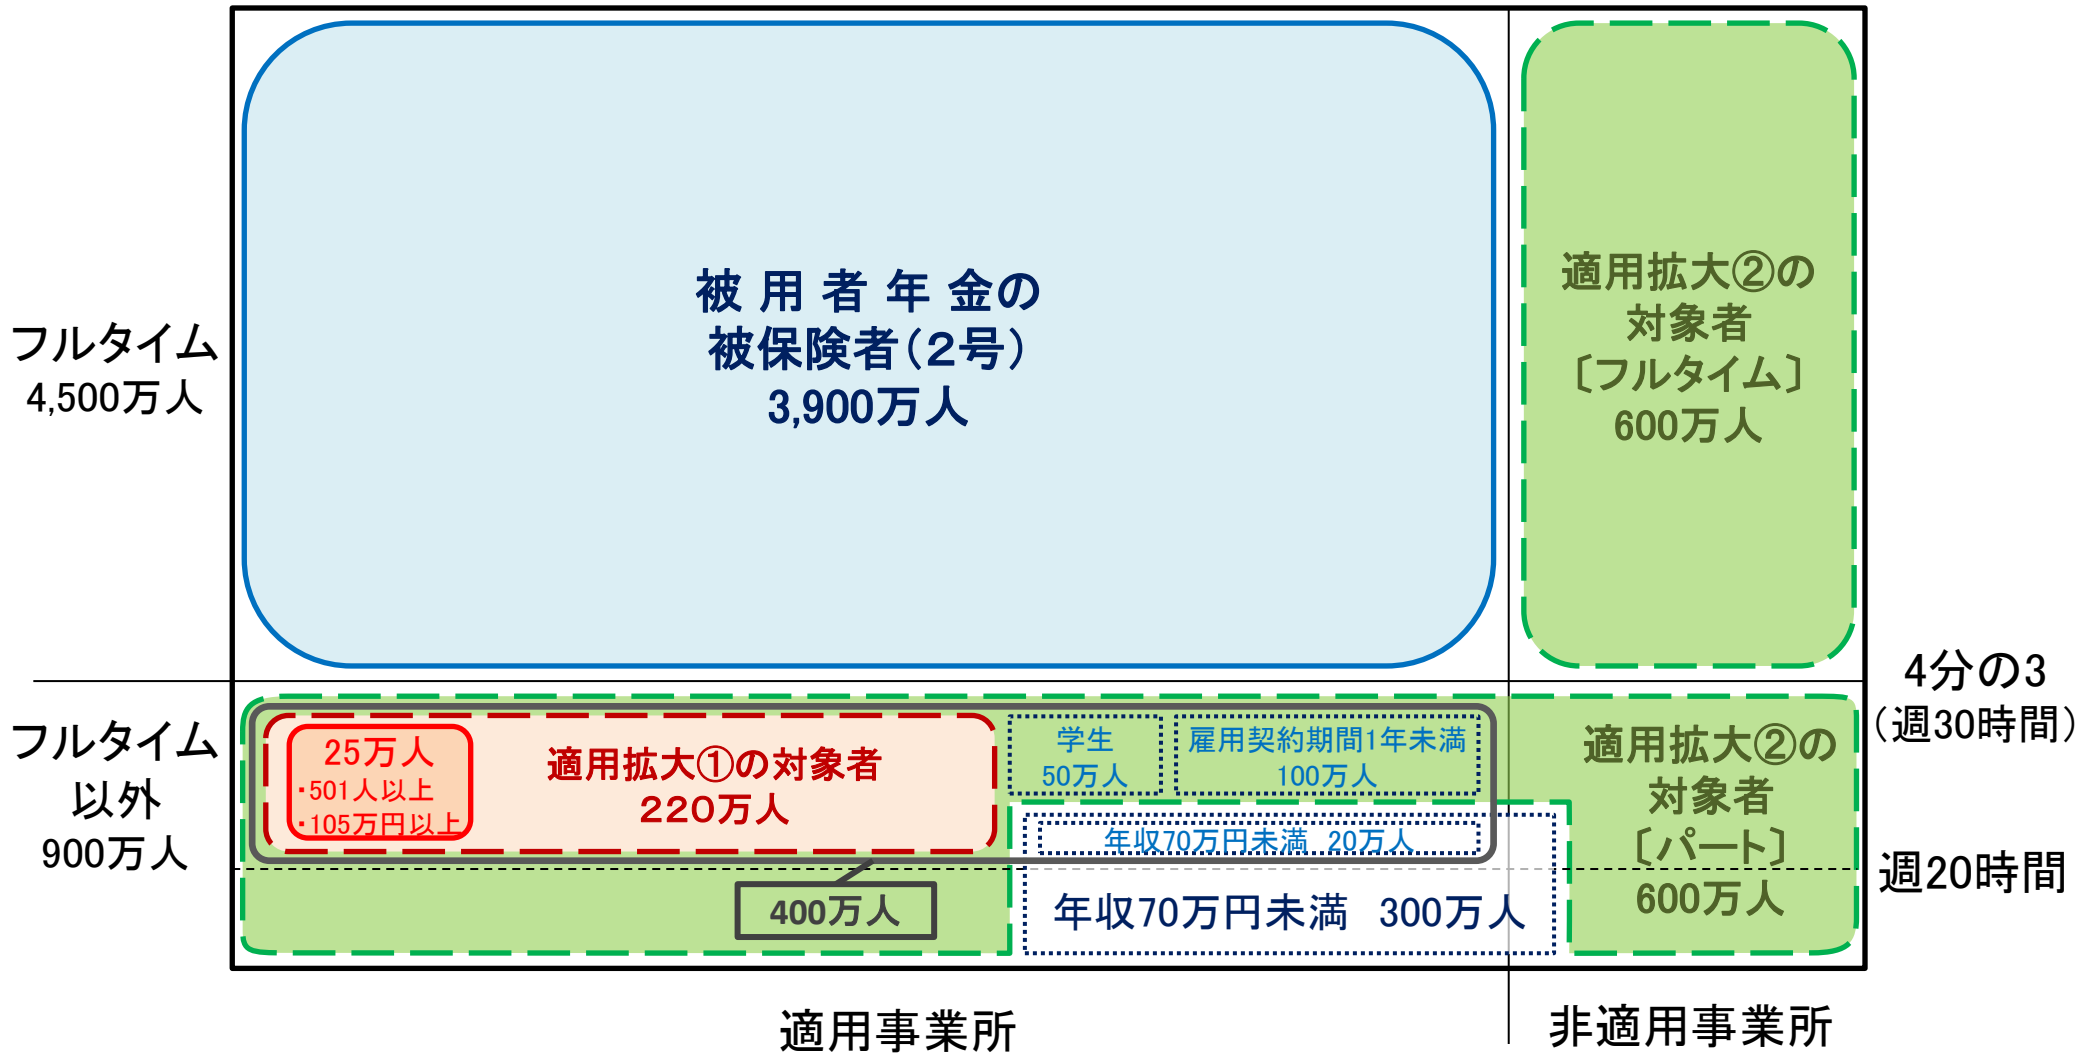 フルタイム
4,500万人
被用者年金の
被保険者(2号)
3,900万人
適用拡大②の
対象者
〔フルタイム〕
600万人
4分の3
(週30時間)
フルタイム
以外
900万人
25万人
・501人以上
・105万円以上
適用拡大①の対象者
220万人
学生
50万人
雇用契約期間1年未満
100万人
年収70万円未満 20万人
適用拡大②の
対象者
〔パート〕
600万人
週20時間
400万人
年収70万円未満 300万人
適用事業所
非適用事業所